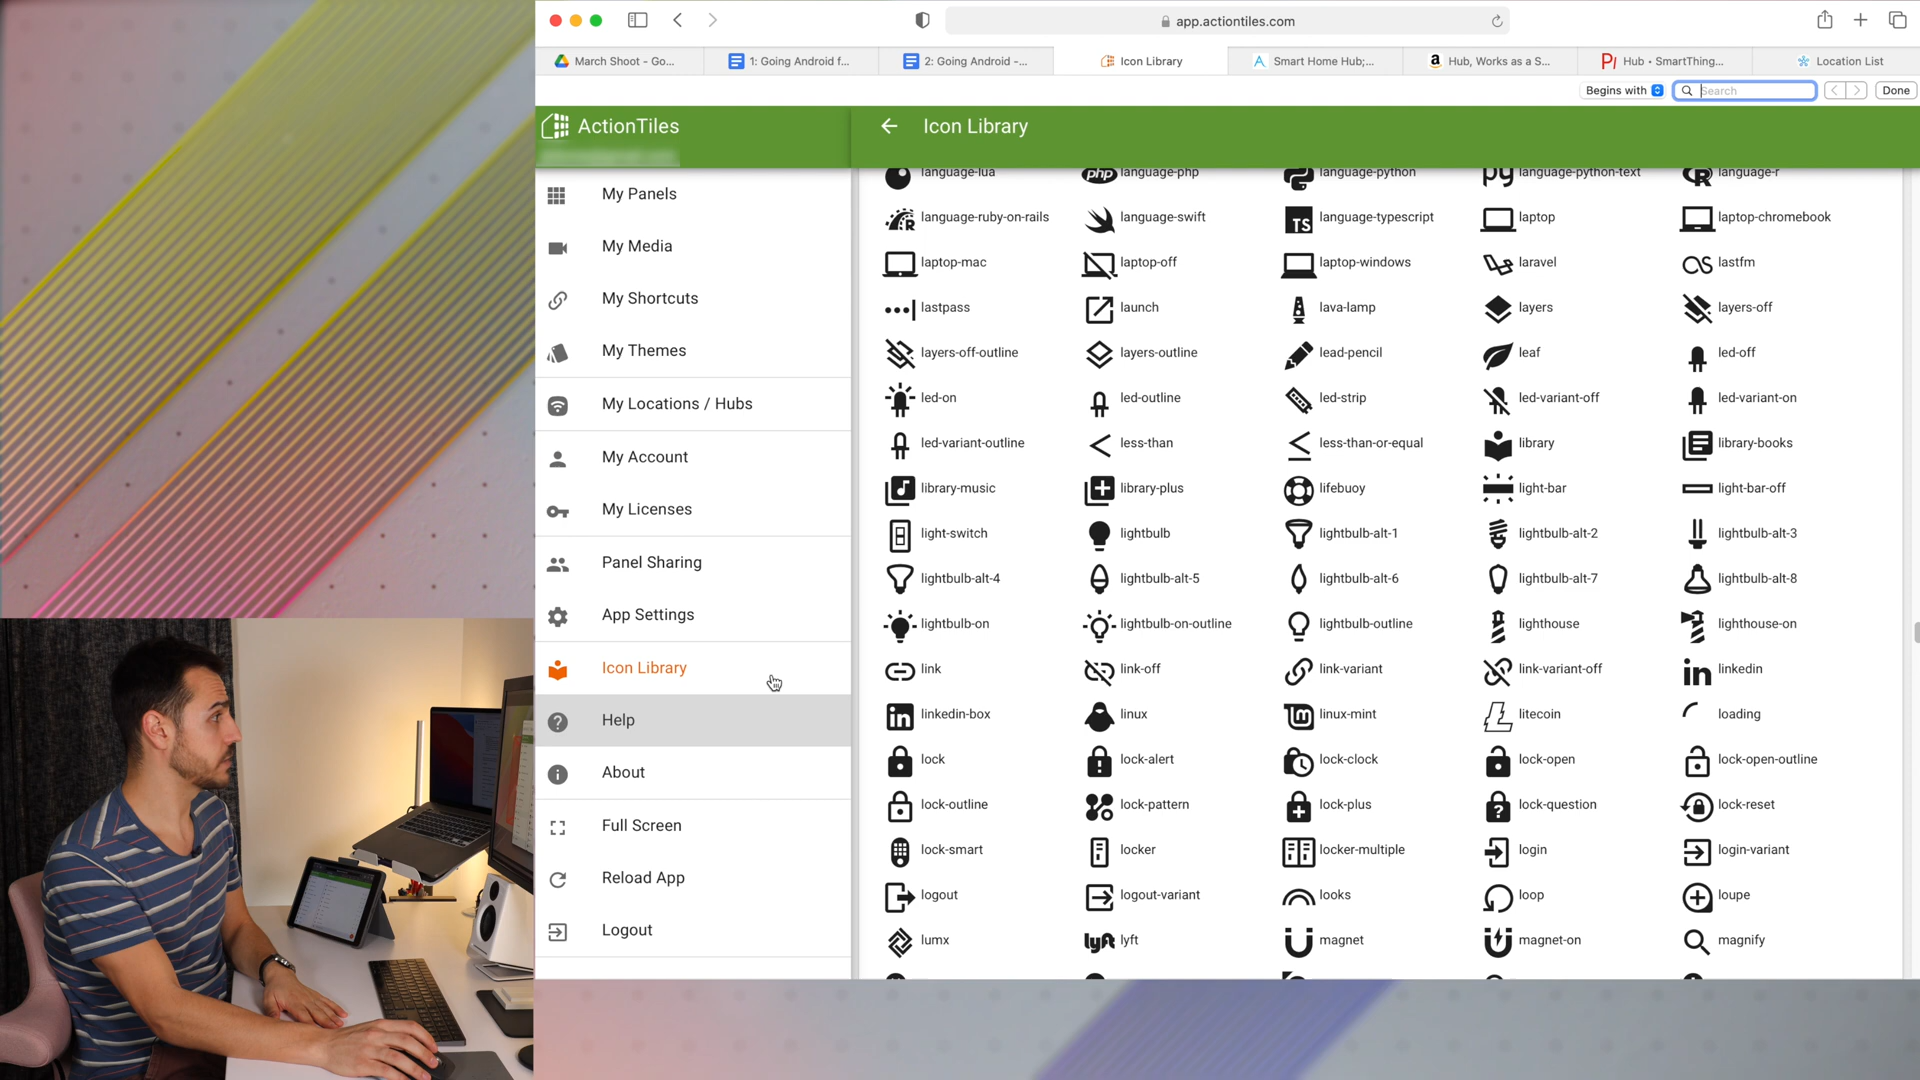 app.actiontiles.com
March Shoot - Go...
1: Going Android f...
2: Going Android -...
Icon Library
Smart Home Hub;...
Hub, Works as a S...
Hub • SmartThing...
Location List
Begins with
Search
Done
ActionTiles
Icon Library
My Panels
My Media
My Shortcuts
My Themes
My Locations / Hubs
My Account
My Licenses
Panel Sharing
App Settings
Icon Library
Help
About
Full Screen
Reload App
Logout
language-lua
php language-php
language-python
py language-python-text
R language-r
language-ruby-on-rails
language-swift
TS language-typescript
laptop
laptop-chromebook
laptop-mac
laptop-off
laptop-windows
laravel
lastfm
lastpass
launch
lava-lamp
layers
layers-off
layers-off-outline
layers-outline
lead-pencil
leaf
led-off
led-on
led-outline
led-strip
led-variant-off
led-variant-on
led-variant-outline
less-than
less-than-or-equal
library
library-books
library-music
library-plus
lifebuoy
light-bar
light-bar-off
light-switch
lightbulb
lightbulb-alt-1
lightbulb-alt-2
lightbulb-alt-3
lightbulb-alt-4
lightbulb-alt-5
lightbulb-alt-6
lightbulb-alt-7
lightbulb-alt-8
lightbulb-on
lightbulb-on-outline
lightbulb-outline
lighthouse
lighthouse-on
link
link-off
link-variant
link-variant-off
in linkedin
in linkedin-box
linux
linux-mint
litecoin
loading
lock
lock-alert
lock-clock
lock-open
lock-open-outline
lock-outline
lock-pattern
lock-plus
lock-question
lock-reset
lock-smart
locker
locker-multiple
login
login-variant
logout
logout-variant
looks
loop
loupe
lumx
lyft lyft
magnet
magnet-on
magnify